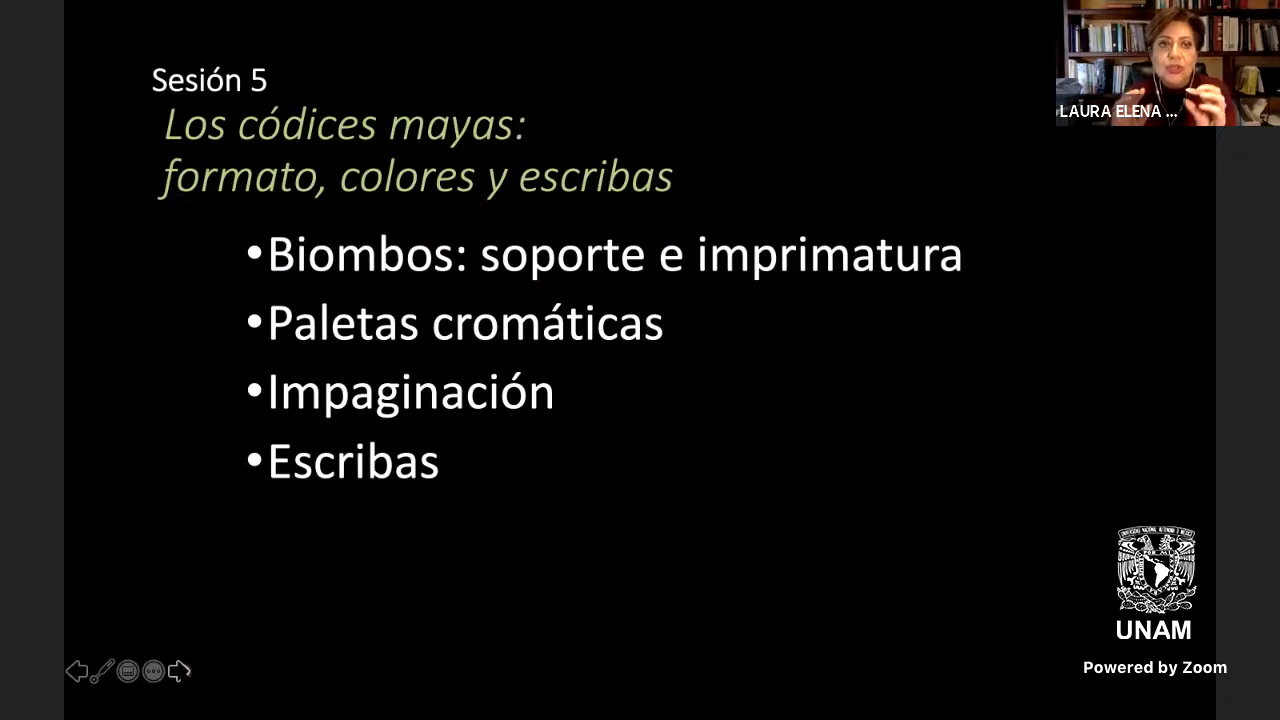 Sesión 5
Los códices mayas:
formato, colores y escribas
•Biombos: soporte e imprimatura
•Paletas cromáticas
•Impaginación
•Escribas
LAURA ELENA ...
UNAM
Powered by Zoom